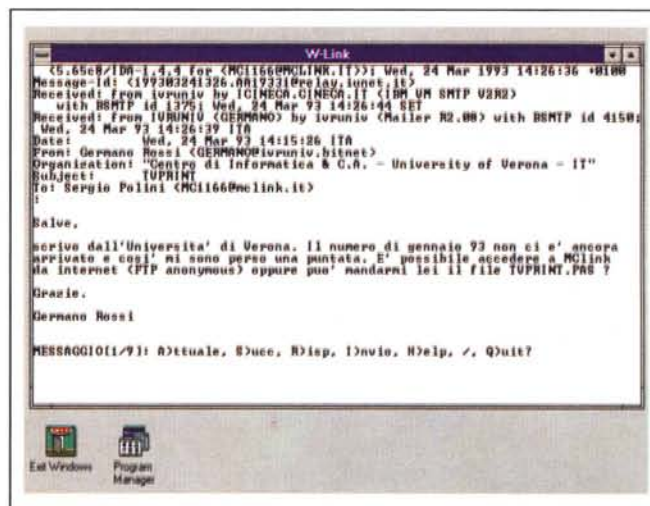 W-Link
(5.65c8/IDA-1.4.4 for <MC1166@MCLINK.IT>); Wed, 24 Mar 1993 14:26:36 +0100
Message-Id: <199303241326.AA19331@relay.iunet.it>
Received: from ivruniv by ICINECA.CINECA.IT (IBM VM SMTP V2R2)
with BSMTP id 1375; Wed, 24 Mar 93 14:26:44 SET
Received: from IVRUNIV (GERMANO) by ivruniv (Mailer R2.08) with BSMTP id 4150;
Wed, 24 Mar 93 14:26:39 ITA
Date: Wed, 24 Mar 93 14:15:26 ITA
From: Germano Rossi <GERMANO@ivruniv.bitnet>
Organization: "Centro di Informatica & C.A. - University of Verona - IT"
Subject: TVPRINT
To: Sergio Polini <MC1166@mclink.it>
:
Salve,
scrivo dall'Universita' di Verona. Il numero di gennaio 93 non ci e' ancora
arrivato e cosi' mi sono perso una puntata. E' possibile accedere a MClink
da internet (FTP anonymous) oppure puo' mandarmi lei il file TVPRINT.PAS ?
Grazie.
Germano Rossi
MESSAGGIO[1/9]: A)ttuale, S)ucc, R)isp, I)nvio, H)elp, /, Q)uit?
Exit Windows
Program
Manager